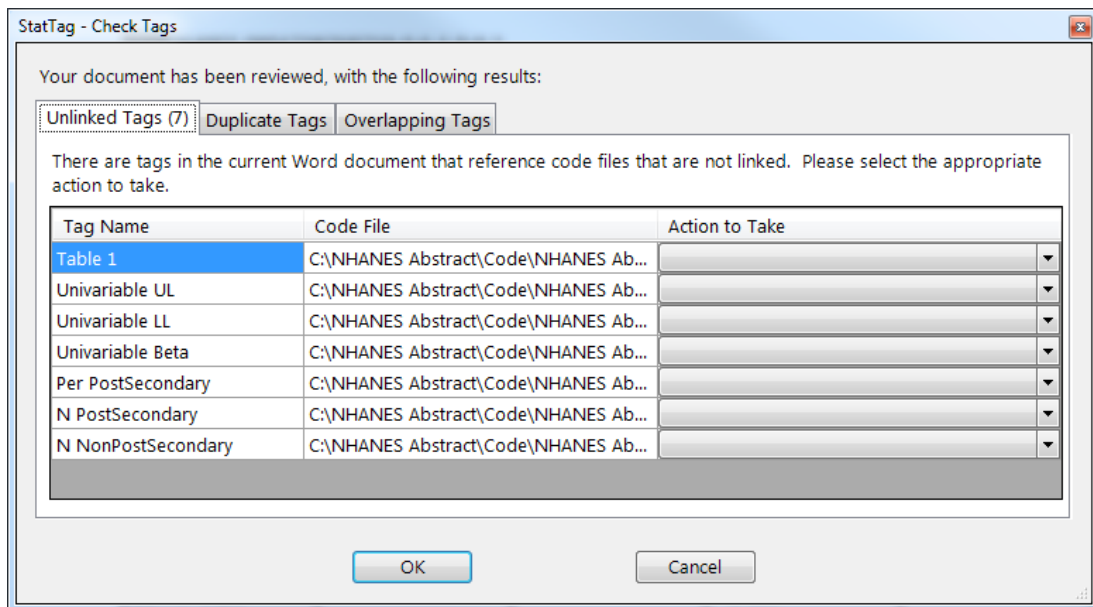 StatTag - Check Tags
Your document has been reviewed, with the following results:
Unlinked Tags (7) Duplicate Tags Overlapping Tags
There are tags in the current Word document that reference code files that are not linked. Please select the appropriate
action to take.
Tag Name Code File Action to Take
Table 1 C:\NHANES Abstract\Code\NHANES Ab...
Univariable UL C:\NHANES Abstract\Code\NHANES Ab...
Univariable LL C:\NHANES Abstract\Code\NHANES Ab...
Univariable Beta C:\NHANES Abstract\Code\NHANES Ab...
Per PostSecondary C:\NHANES Abstract\Code\NHANES Ab...
N PostSecondary C:\NHANES Abstract\Code\NHANES Ab...
N NonPostSecondary C:\NHANES Abstract\Code\NHANES Ab...
OK Cancel